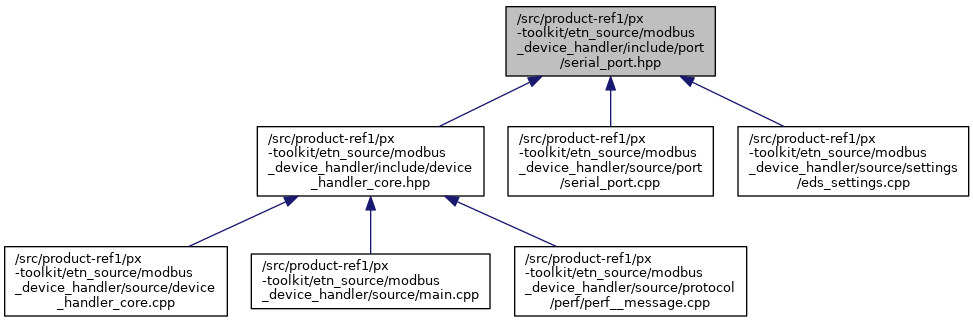 /src/product-ref1/px
-toolkit/etn_source/modbus
_device_handler/include/port
/serial_port.hpp
/src/product-ref1/px
-toolkit/etn_source/modbus
_device_handler/include/device
_handler_core.hpp
/src/product-ref1/px
-toolkit/etn_source/modbus
_device_handler/source/port
/serial_port.cpp
/src/product-ref1/px
-toolkit/etn_source/modbus
_device_handler/source/settings
/eds_settings.cpp
/src/product-ref1/px
-toolkit/etn_source/modbus
_device_handler/source/device
_handler_core.cpp
/src/product-ref1/px
-toolkit/etn_source/modbus
_device_handler/source/main.cpp
/src/product-ref1/px
-toolkit/etn_source/modbus
_device_handler/source/protocol
/perf/perf__message.cpp